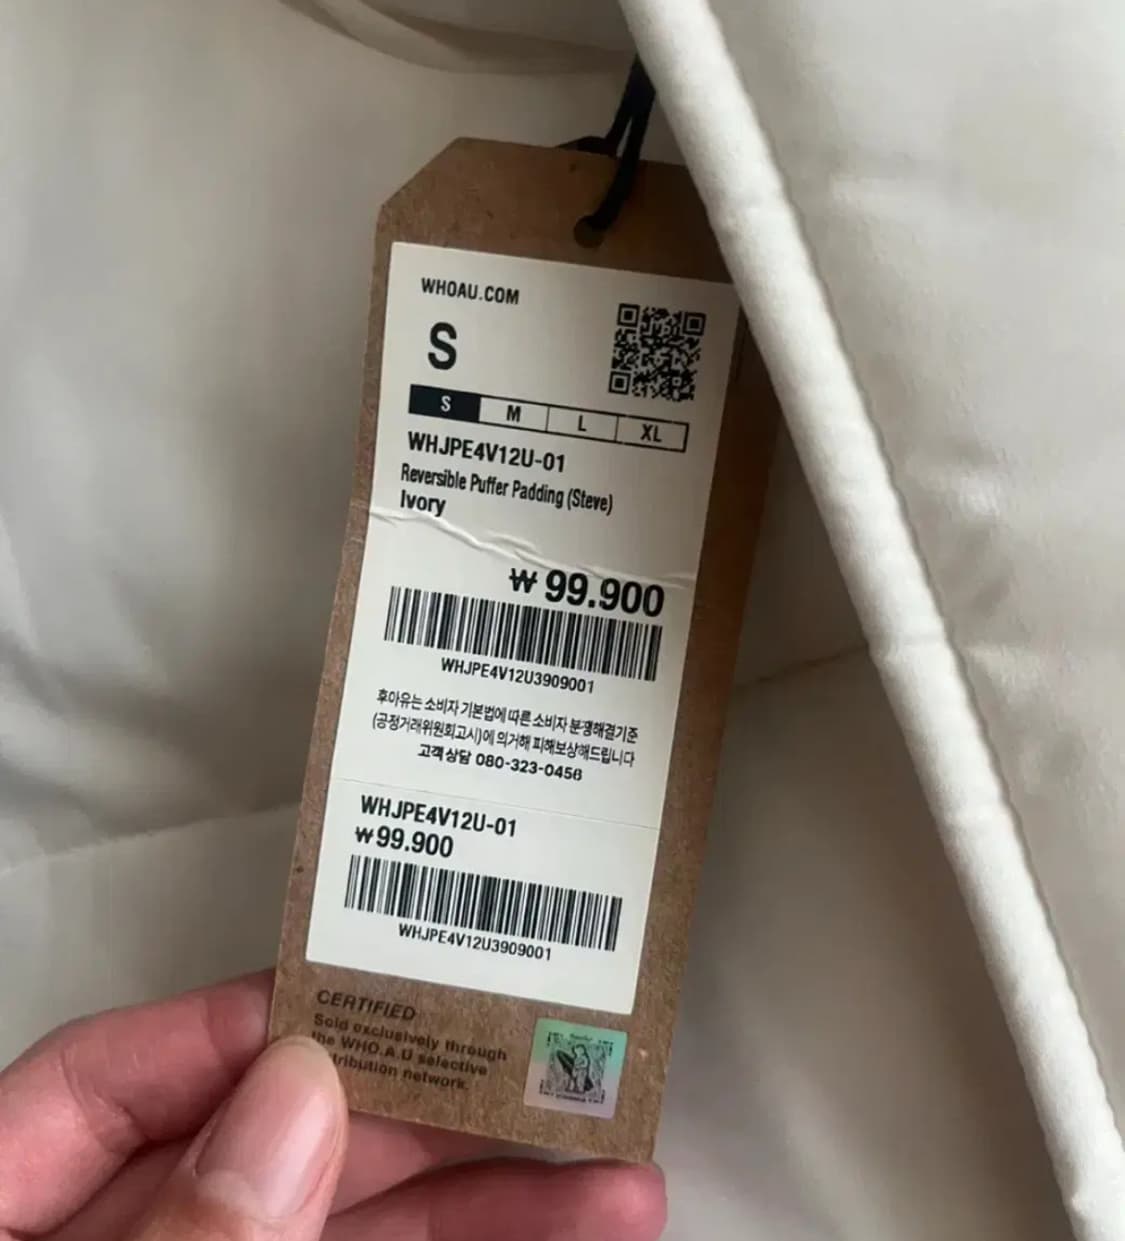 WHOAU.COM
S
S M L XL
WHJPE4V12U-01
Reversible Puffer Padding (Steve)
Ivory
₩99.900
WHJPE4V12U3909001
후아유는 소비자 기본법에 따른 소비자 분쟁해결기준
(공정거래위원회고시)에 의거해 피해보상해드립니다
고객상담 080-323-0456
WHJPE4V12U-01
₩99.900
WHJPE4V12U3909001
CERTIFIED
Sold exclusively through
the WHO.A.U selective
network.